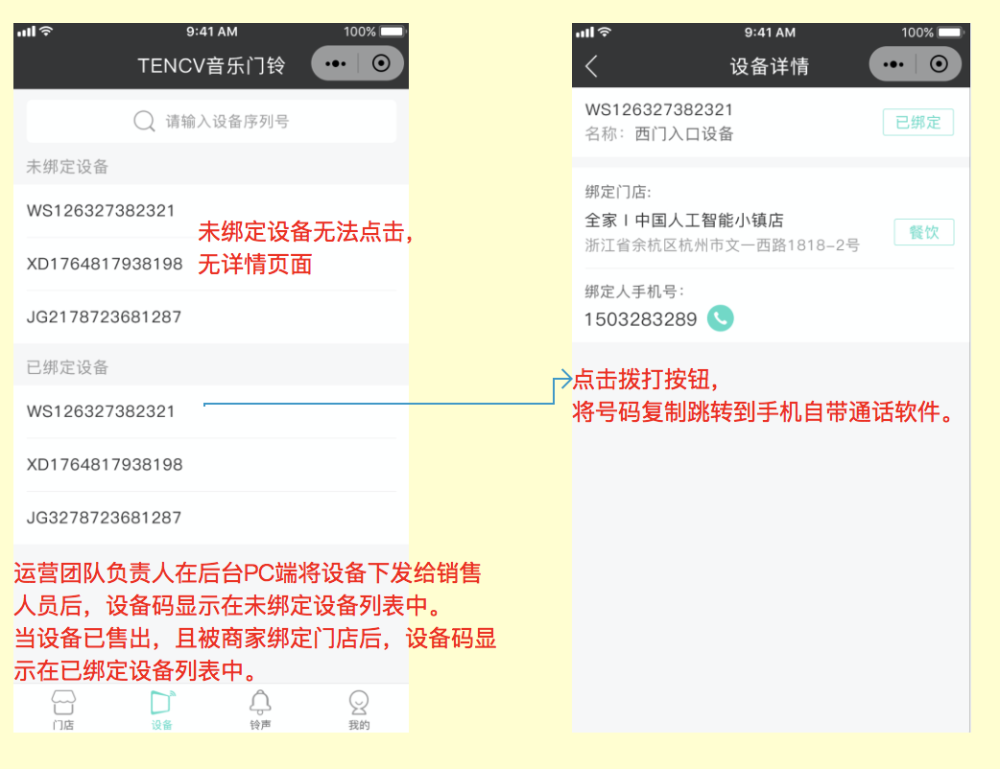 9:41 AM
100%
TENCV音乐门铃
请输入设备序列号
未绑定设备
WS126327382321
XD1764817938198
JG2178723681287
未绑定设备无法点击，
无详情页面
已绑定设备
WS126327382321
XD1764817938198
JG3278723681287
运营团队负责人在后台PC端将设备下发给销售
人员后，设备码显示在未绑定设备列表中。
当设备已售出，且被商家绑定门店后，设备码显
示在已绑定设备列表中。
门店
设备
铃声
我的
9:41 AM
100%
设备详情
WS126327382321
名称：西门入口设备
已绑定
绑定门店:
全家 I 中国人工智能小镇店
浙江省余杭区杭州市文一西路1818-2号
餐饮
绑定人手机号：
1503283289
点击拨打按钮，
将号码复制跳转到手机自带通话软件。